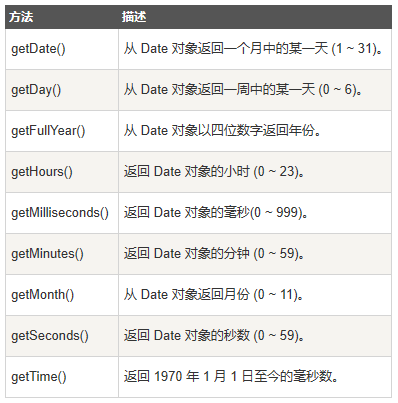 方法 描述
getDate() 从 Date 对象返回一个月中的某一天 (1 ~ 31)。
getDay() 从 Date 对象返回一周中的某一天 (0 ~ 6)。
getFullYear() 从 Date 对象以四位数字返回年份。
getHours() 返回 Date 对象的小时 (0 ~ 23)。
getMilliseconds() 返回 Date 对象的毫秒(0 ~ 999)。
getMinutes() 返回 Date 对象的分钟 (0 ~ 59)。
getMonth() 从 Date 对象返回月份 (0 ~ 11)。
getSeconds() 返回 Date 对象的秒数 (0 ~ 59)。
getTime() 返回 1970 年 1 月 1 日至今的毫秒数。